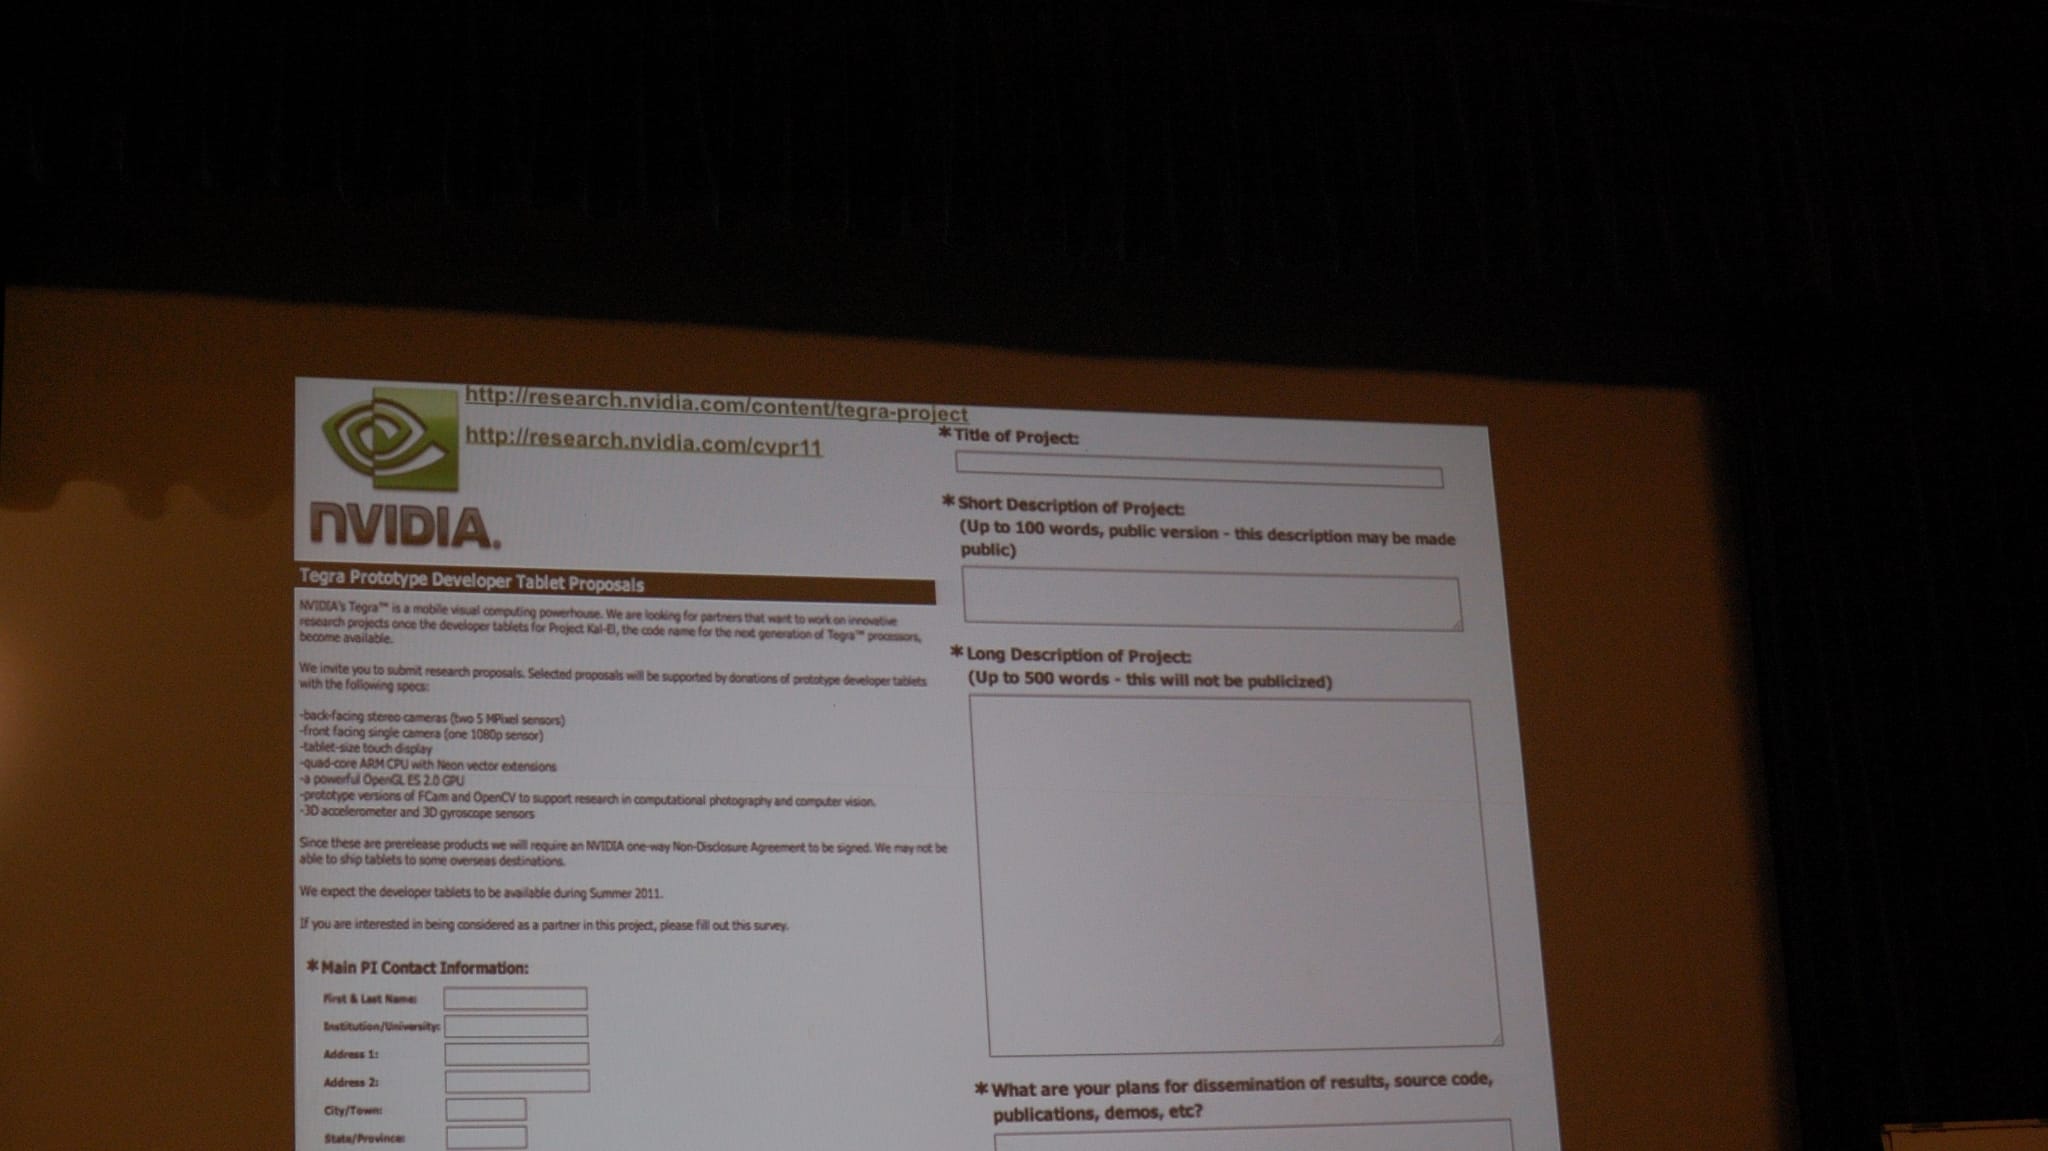 http://research.nvidia.com/content/tegra-project
http://research.nvidia.com/cvpr11
NVIDIA.
Tegra Prototype Developer Tablet Proposals
NVIDIA's Tegra™ is a mobile visual computing powerhouse. We are looking for partners that want to work on innovative
research projects once the developer tablets for Project Kal-El, the code name for the next generation of Tegra™ processors,
become available.
We invite you to submit research proposals. Selected proposals will be supported by donations of prototype developer tablets
with the following specs:
-back-facing stereo cameras (two 5 MPixel sensors)
-front facing single camera (one 1080p sensor)
-tablet-size touch display
-quad-core ARM CPU with Neon vector extensions
-a powerful OpenGL ES 2.0 GPU
-prototype versions of FCam and OpenCV to support research in computational photography and computer vision.
-3D accelerometer and 3D gyroscope sensors
Since these are prerelease products we will require an NVIDIA one-way Non-Disclosure Agreement to be signed. We may not be
able to ship tablets to some overseas destinations.
We expect the developer tablets to be available during Summer 2011.
If you are interested in being considered as a partner in this project, please fill out this survey.
* Main PI Contact Information:
First & Last Name:
Institution/University:
Address 1:
Address 2:
City/Town:
State/Province:
* Title of Project:
* Short Description of Project:
(Up to 100 words, public version - this description may be made
public)
* Long Description of Project:
(Up to 500 words - this will not be publicized)
* What are your plans for dissemination of results, source code,
publications, demos, etc?